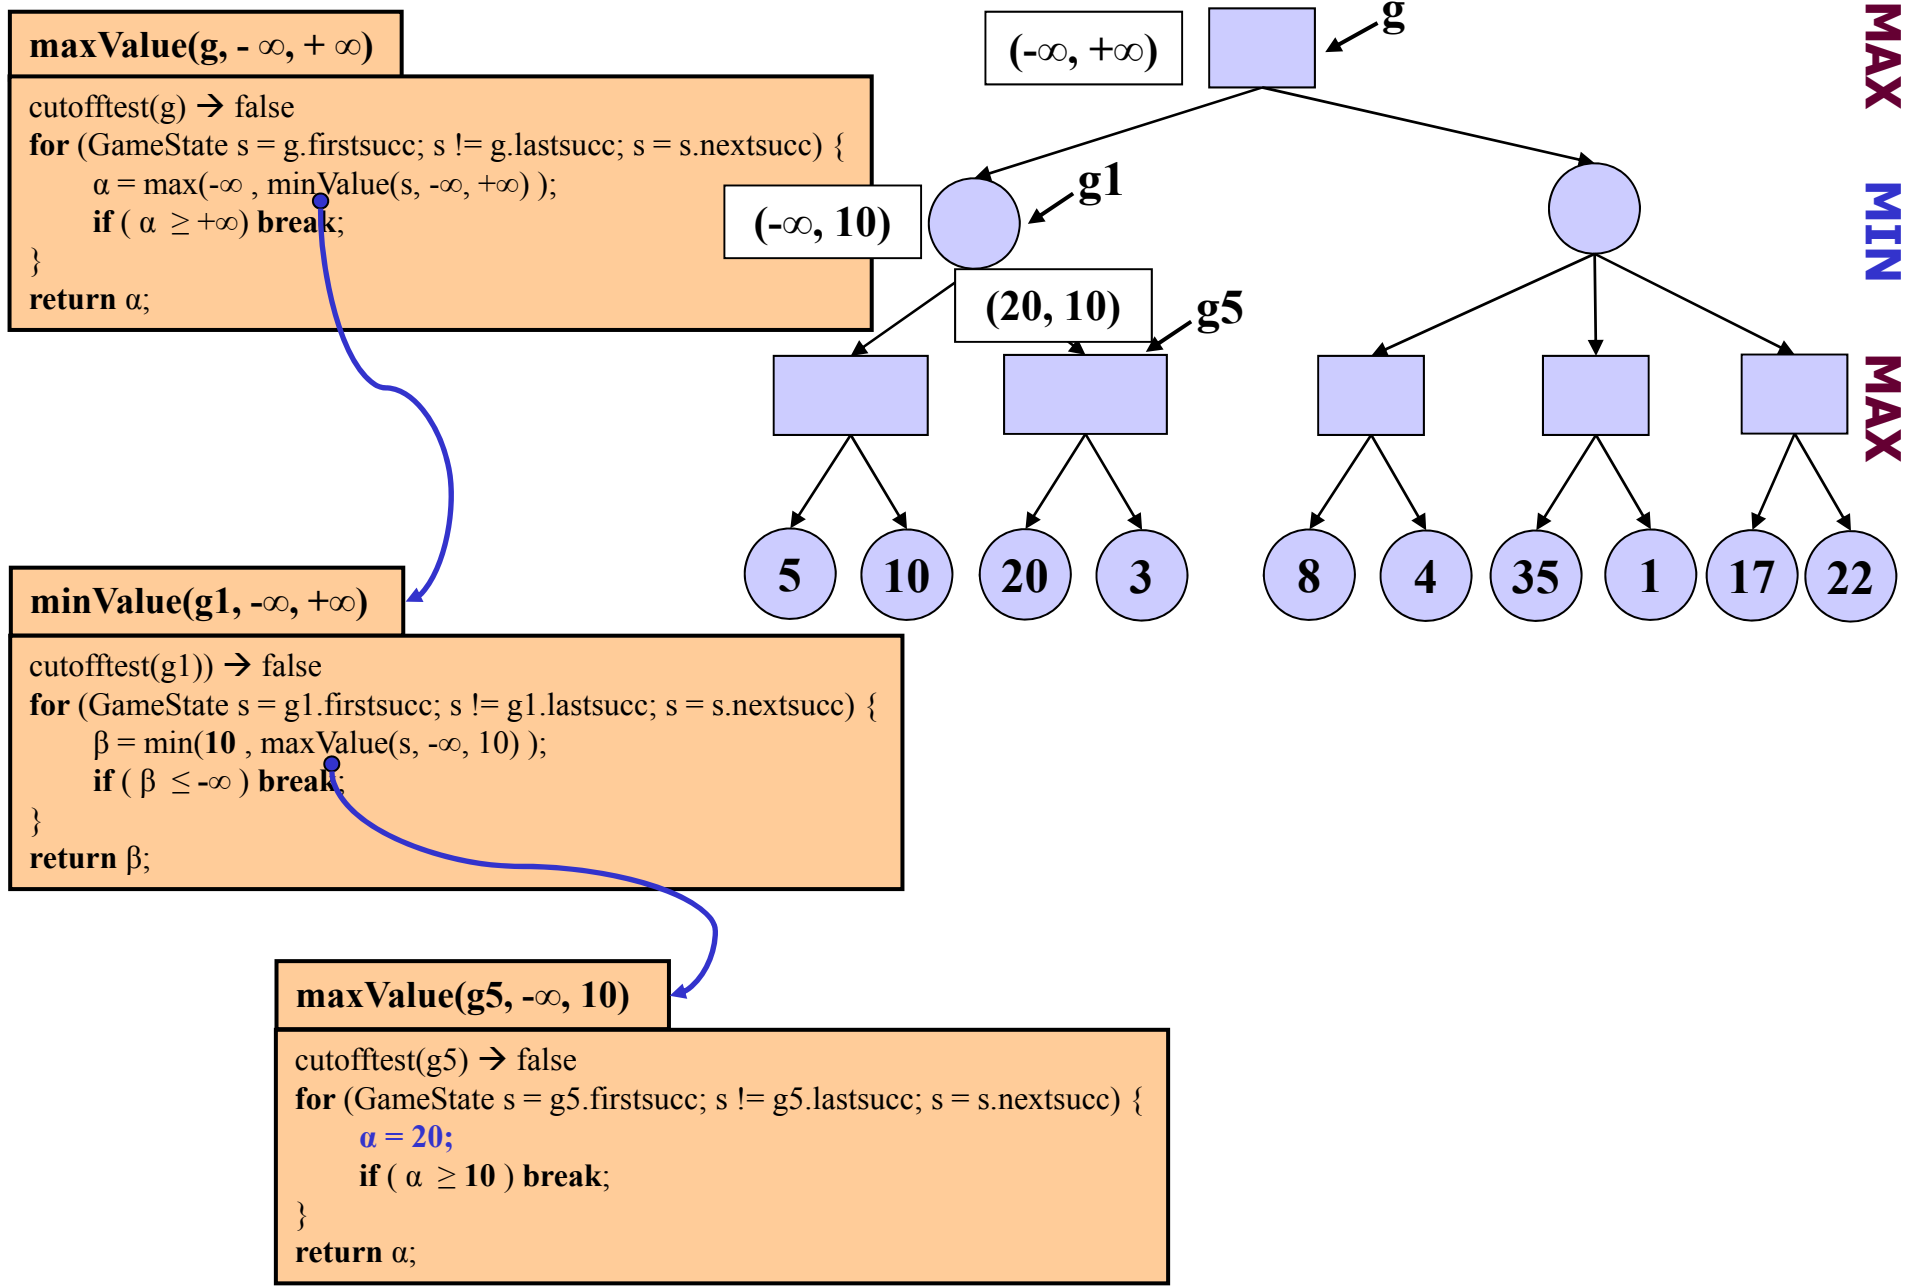 maxValue(g, - ∞, + ∞)
cutofftest(g) → false
for (GameState s = g.firstsucc; s != g.lastsucc; s = s.nextsucc) {
α = max(-∞ , minValue(s, -∞, +∞) );
if ( α ≥ +∞) break;
}
return α;
(-∞, +∞)
g
MAX
(-∞, 10)
g1
MIN
(20, 10)
g5
MAX
5
10
20
3
8
4
35
1
17
22
minValue(g1, -∞, +∞)
cutofftest(g1)) → false
for (GameState s = g1.firstsucc; s != g1.lastsucc; s = s.nextsucc) {
β = min(10 , maxValue(s, -∞, 10) );
if ( β ≤ -∞ ) break;
}
return β;
maxValue(g5, -∞, 10)
cutofftest(g5) → false
for (GameState s = g5.firstsucc; s != g5.lastsucc; s = s.nextsucc) {
α = 20;
if ( α ≥ 10 ) break;
}
return α;